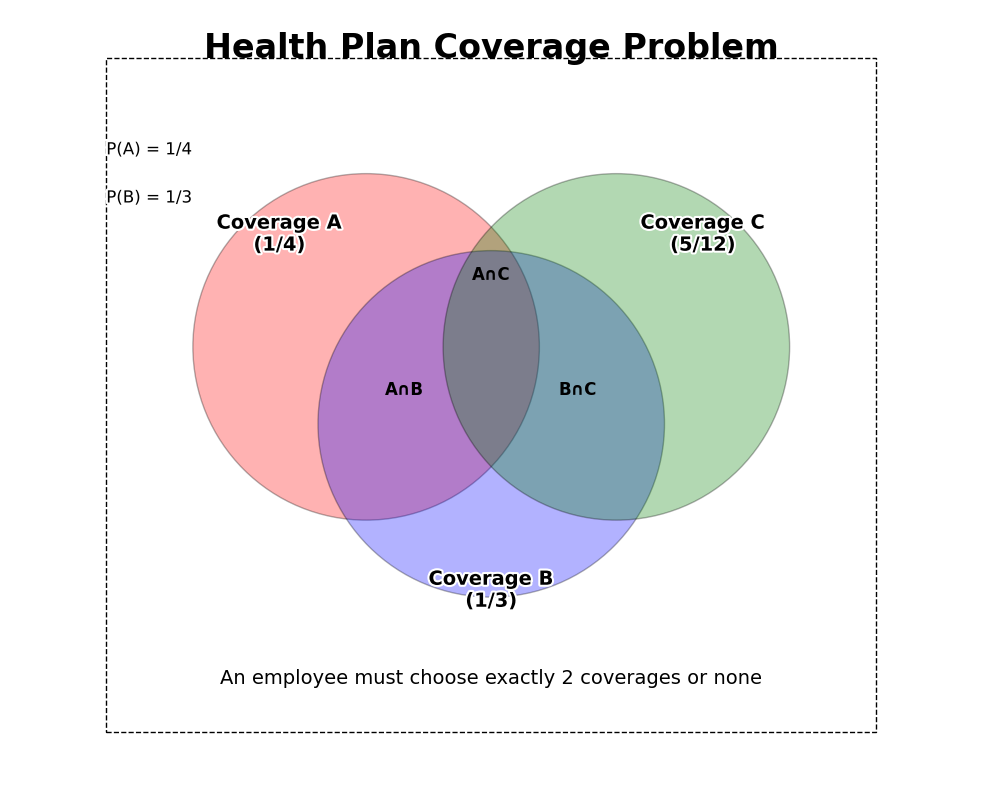 Health Plan Coverage Problem
P(A) = 1/4
P(B) = 1/3
Coverage A
(1/4)
Coverage C
(5/12)
A∩C
A∩B
B∩C
Coverage B
(1/3)
An employee must choose exactly 2 coverages or none